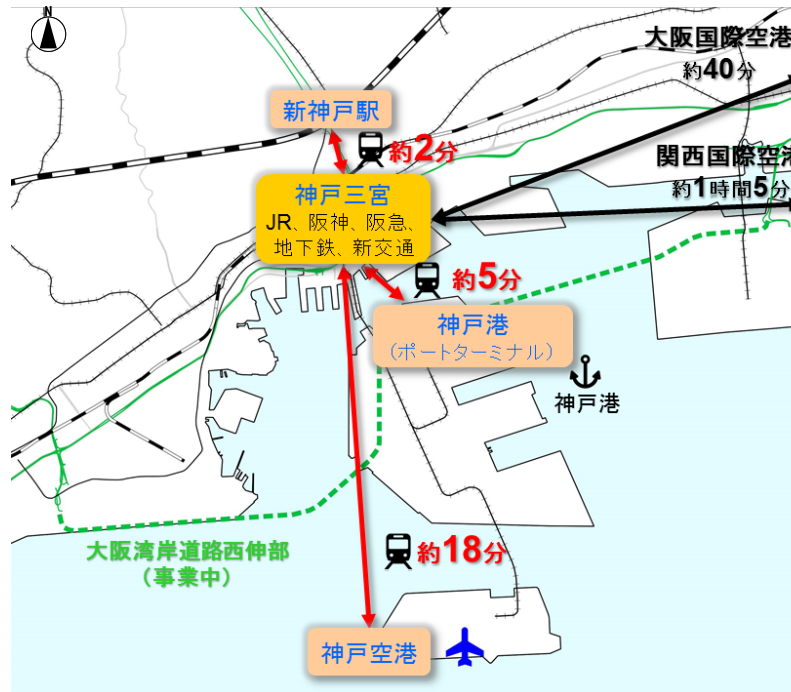 N
大阪国際空港
約40分
新神戸駅
約2分
関西国際空港
約1時間5分
神戸三宮
JR、阪神、阪急、
地下鉄、新交通
約5分
神戸港
（ポートターミナル）
神戸港
大阪湾岸道路西伸部
（事業中）
約18分
神戸空港